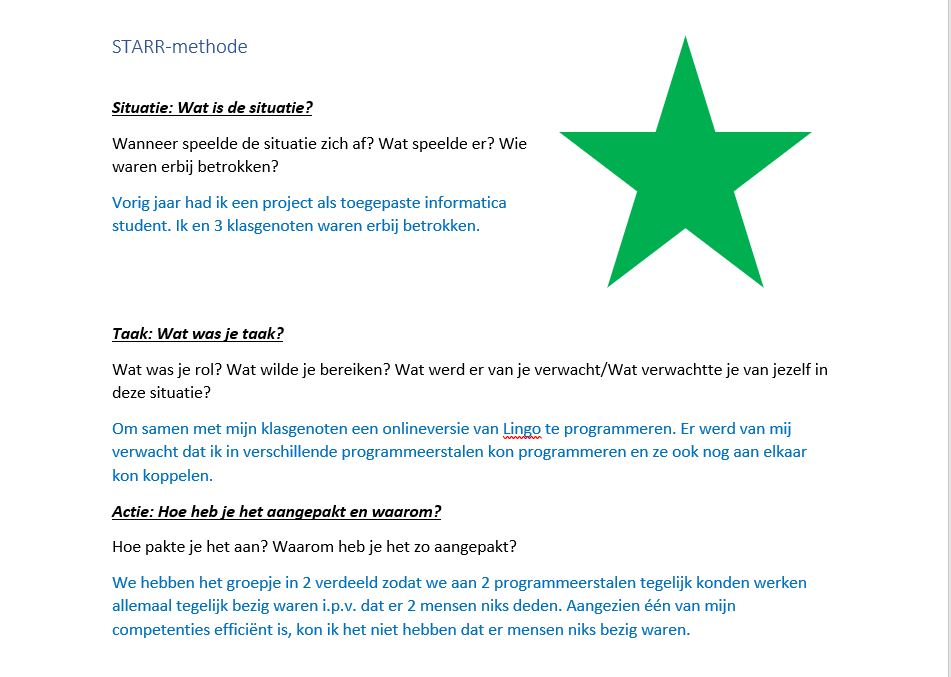 STARR-methode
Situatie: Wat is de situatie?
Wanneer speelde de situatie zich af? Wat speelde er? Wie
waren erbij betrokken?
Vorig jaar had ik een project als toegepaste informatica
student. Ik en 3 klasgenoten waren erbij betrokken.
Taak: Wat was je taak?
Wat was je rol? Wat wilde je bereiken? Wat werd er van je verwacht/Wat verwachtte je van jezelf in
deze situatie?
Om samen met mijn klasgenoten een onlineversie van Lingo te programmeren. Er werd van mij
verwacht dat ik in verschillende programmeerstalen kon programmeren en ze ook nog aan elkaar
kon koppelen.
Actie: Hoe heb je het aangepakt en waarom?
Hoe pakte je het aan? Waarom heb je het zo aangepakt?
We hebben het groepje in 2 verdeeld zodat we aan 2 programmeerstalen tegelijk konden werken
allemaal tegelijk bezig waren i.p.v. dat er 2 mensen niks deden. Aangezien één van mijn
competenties efficiënt is, kon ik het niet hebben dat er mensen niks bezig waren.